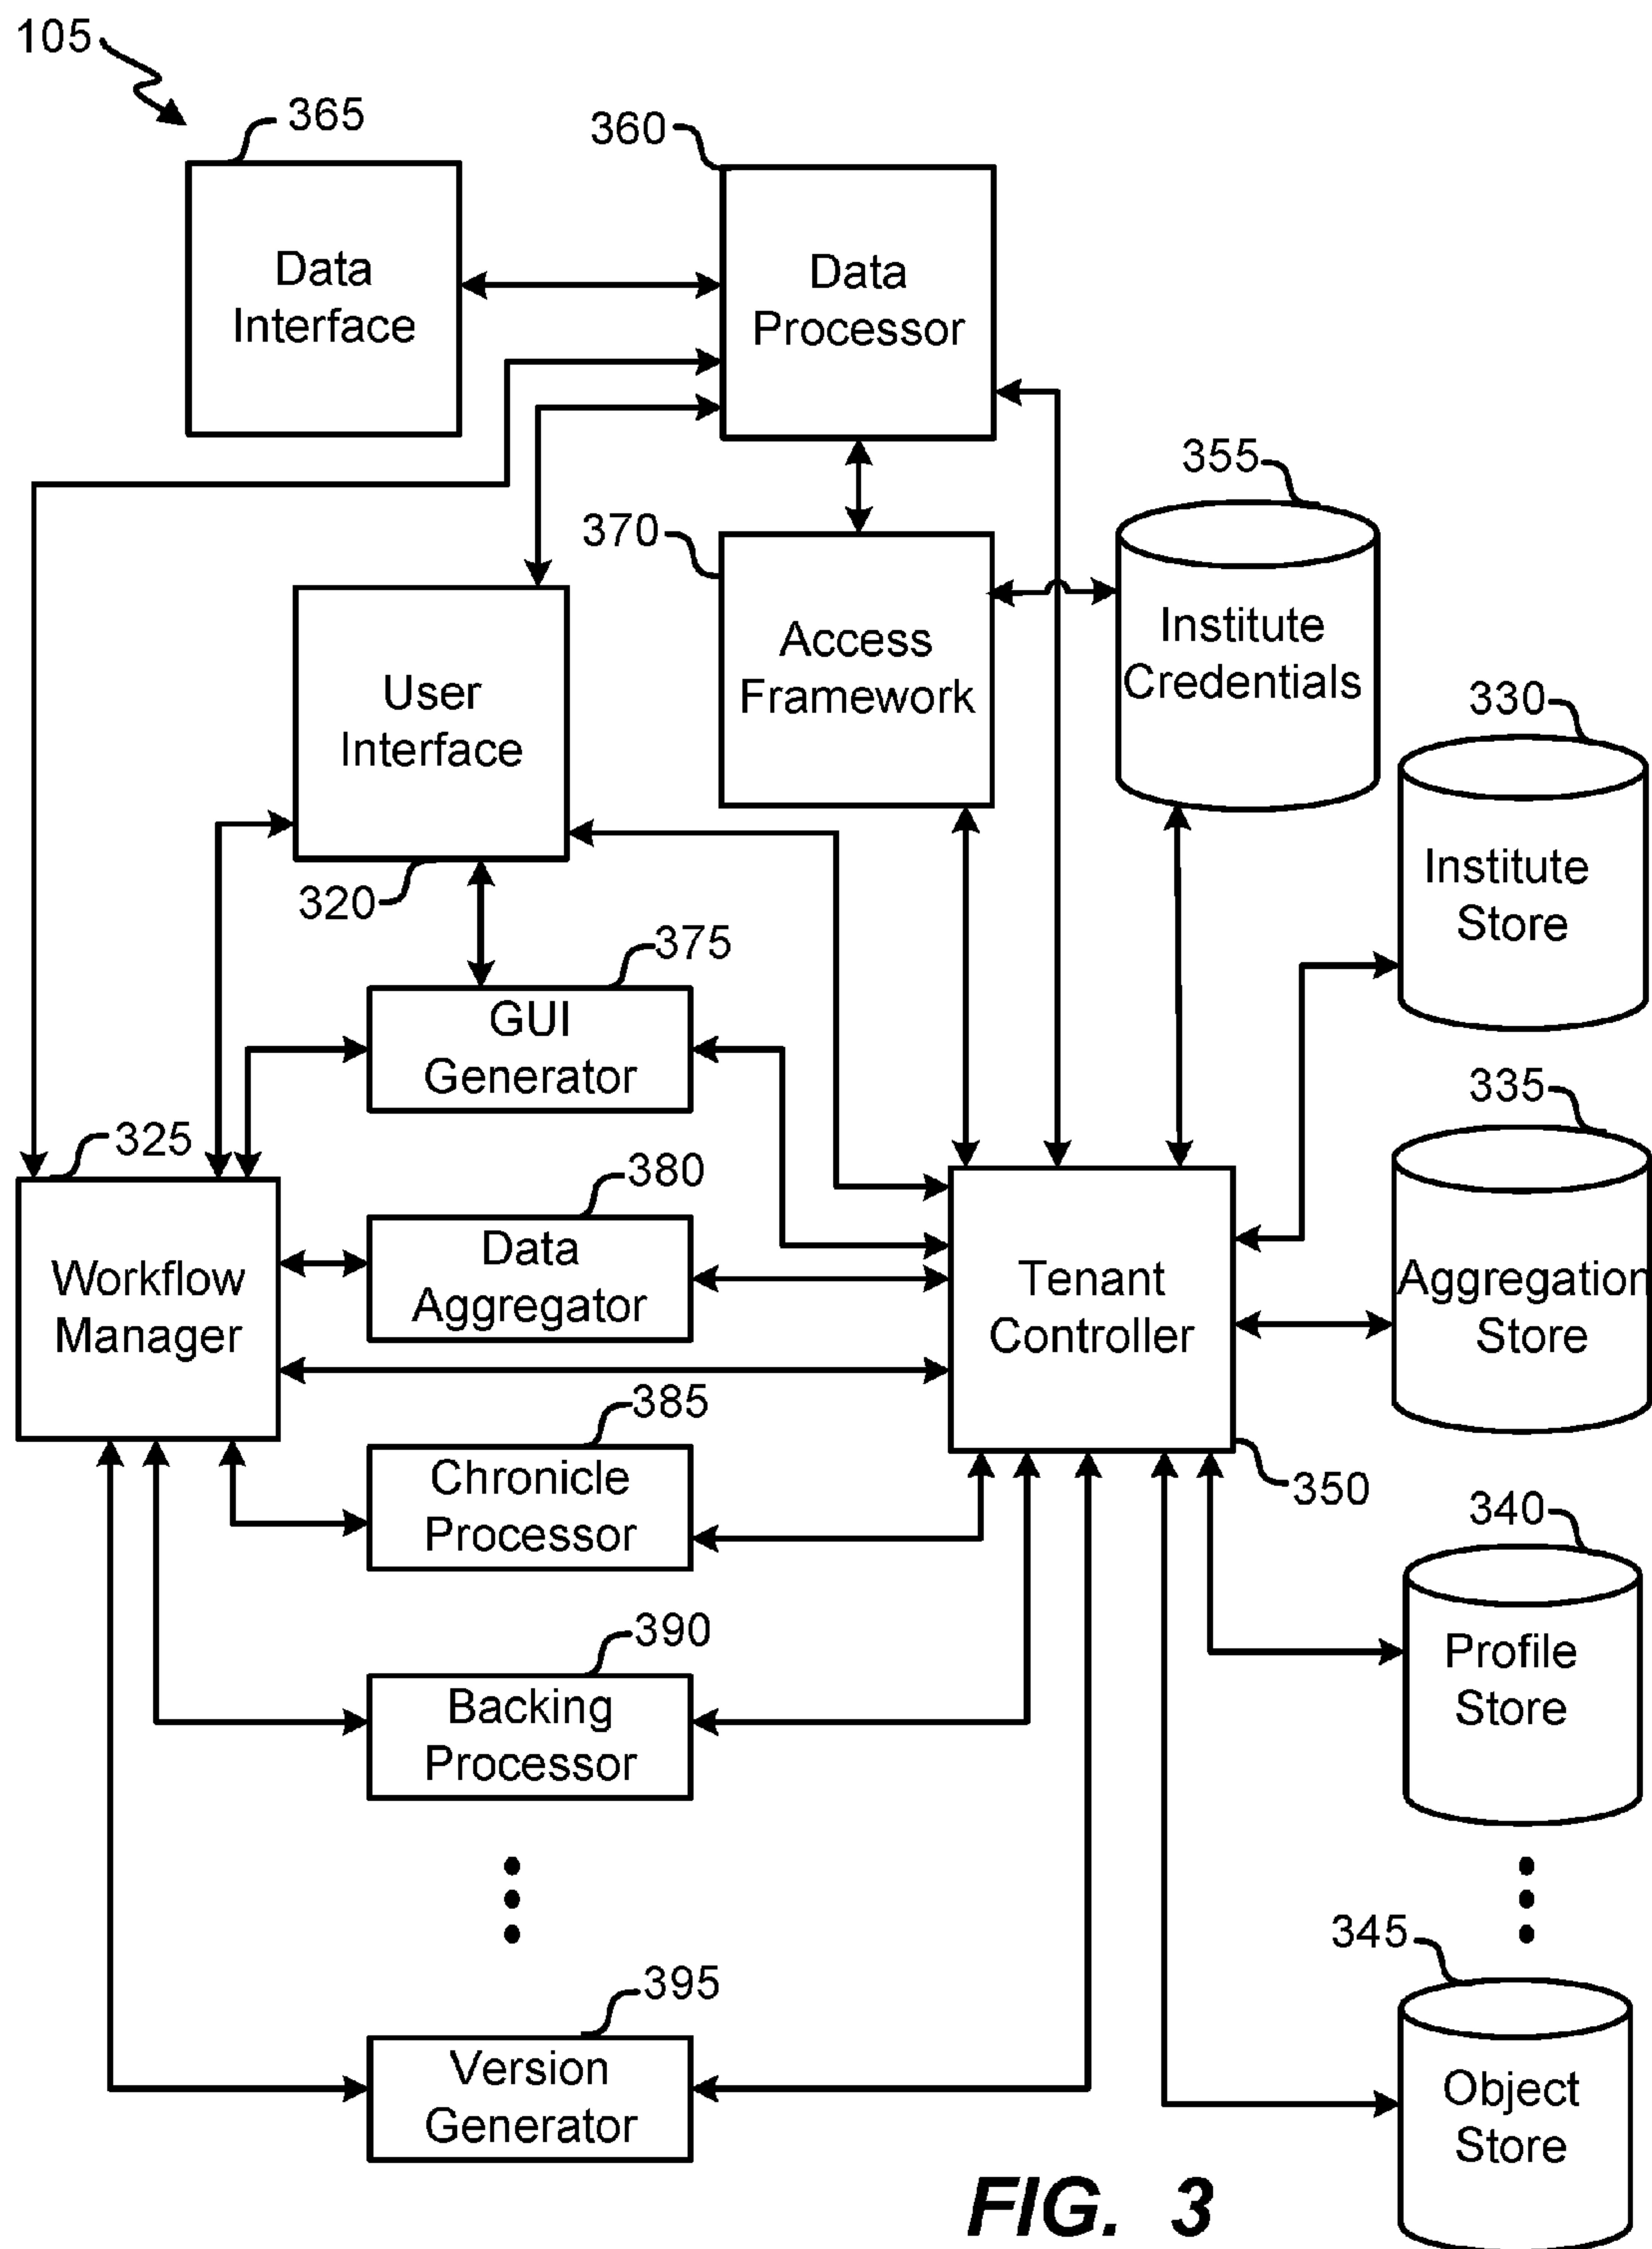 105
365
360
Data
Interface
Data
Processor
355
370
Access
Framework
Institute
Credentials
User
Interface
330
Institute
Store
320
375
GUI
Generator
335
325
380
Workflow
Manager
Data
Aggregator
Tenant
Controller
Aggregation
Store
385
350
Chronicle
Processor
340
390
Profile
Store
Backing
Processor
345
395
Version
Generator
Object
Store
FIG. 3